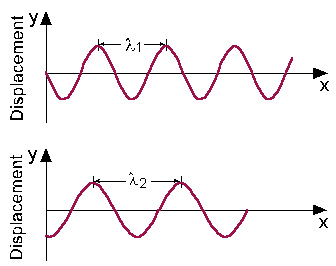 y
Displacement
λ1
x
y
Displacement
λ2
x